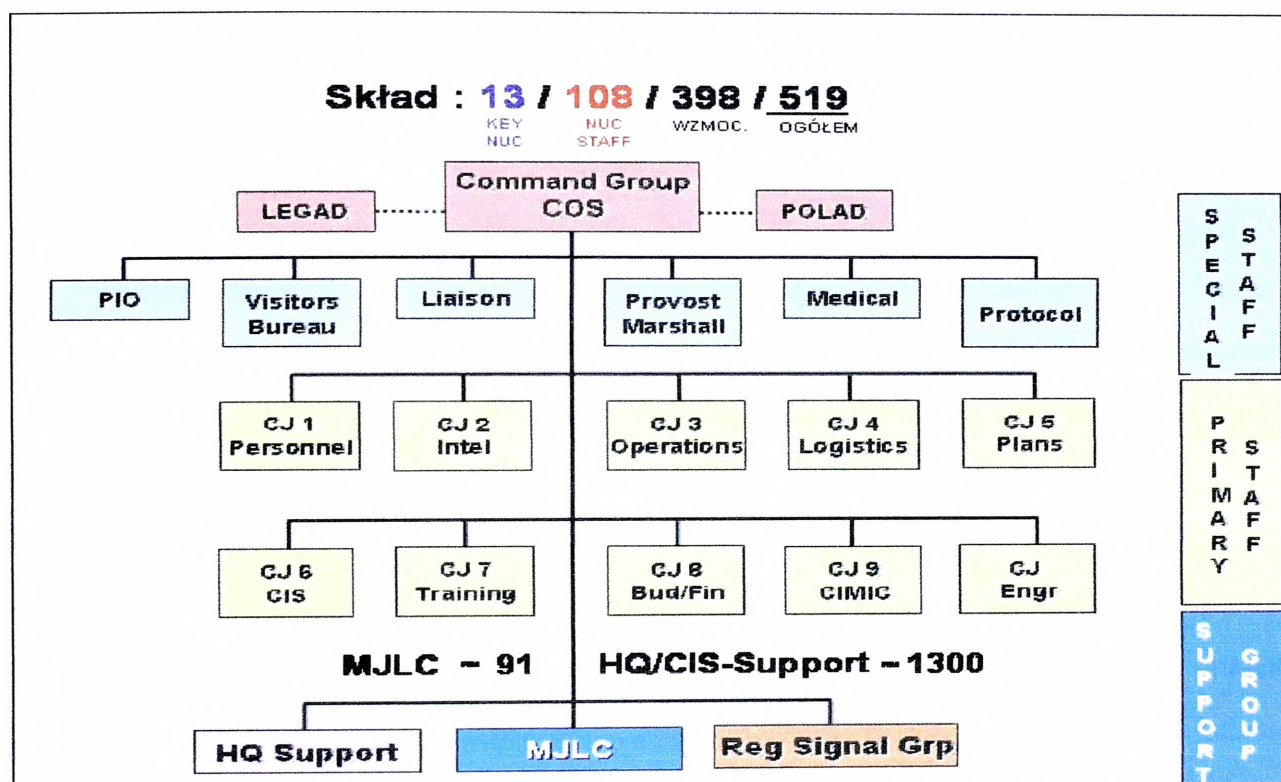 Skład : 13 / 108 / 398 / 519
KEY NUC
NUC STAFF
WZMOC.
OGÓŁEM
Command Group
COS
LEGAD
POLAD
PIO
Visitors
Bureau
Liaison
Provost
Marshall
Medical
Protocol
SPECIAL STAFF
CJ 1
Personnel
CJ 2
Intel
CJ 3
Operations
CJ 4
Logistics
CJ 5
Plans
PRIMARY STAFF
CJ 6
CIS
CJ 7
Training
CJ 8
Bud/Fin
CJ 9
CIMIC
CJ
Engr
MJLC ~ 91
HQ/CIS-Support ~ 1300
HQ Support
MJLC
Reg Signal Grp
SUPPORT GROUP